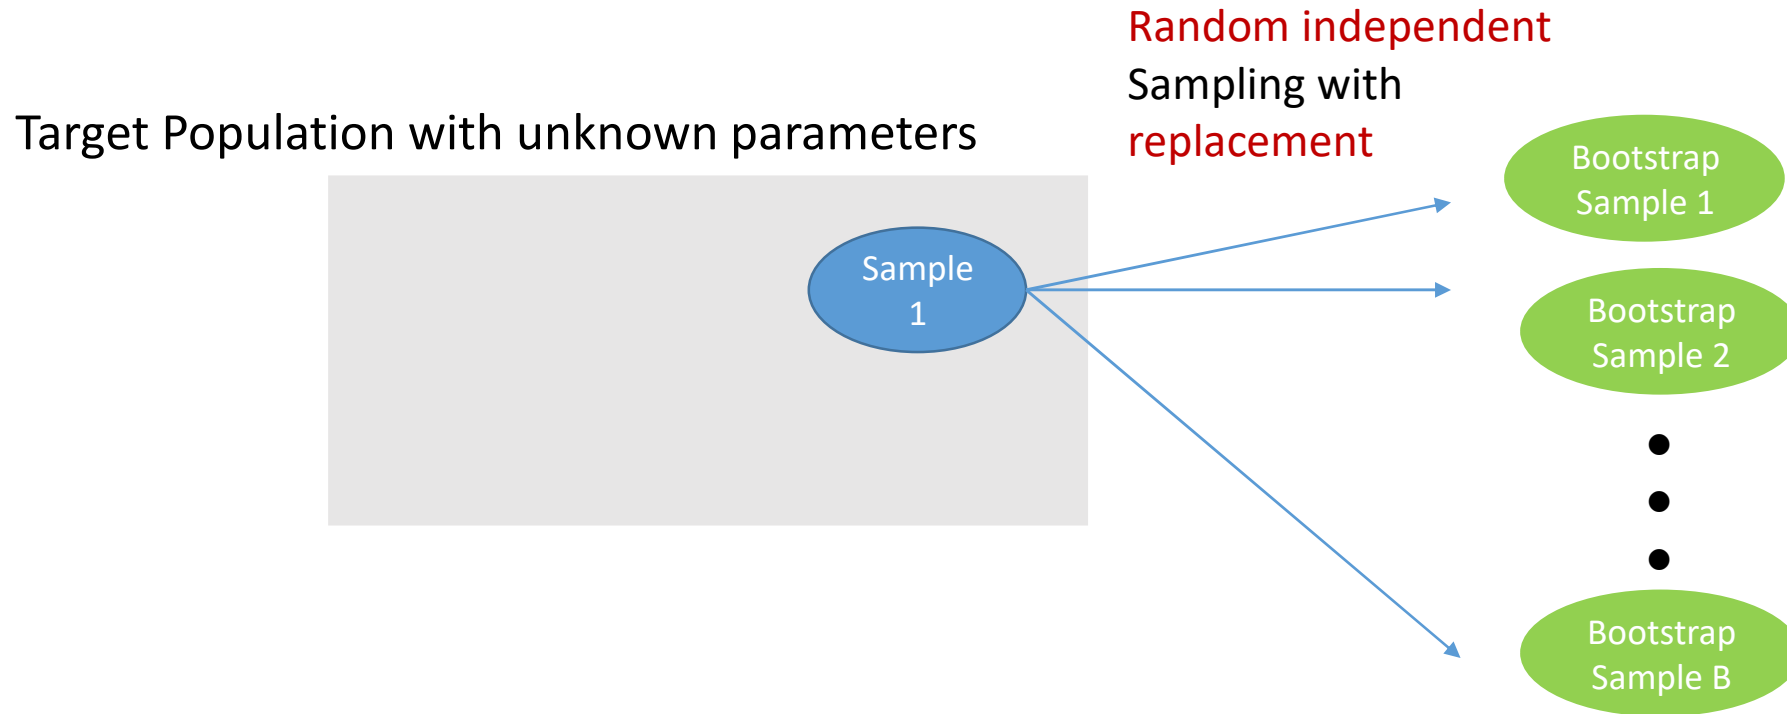 Random independent
Sampling with
replacement
Target Population with unknown parameters
Sample
1
Bootstrap
Sample 1
Bootstrap
Sample 2
Bootstrap
Sample B